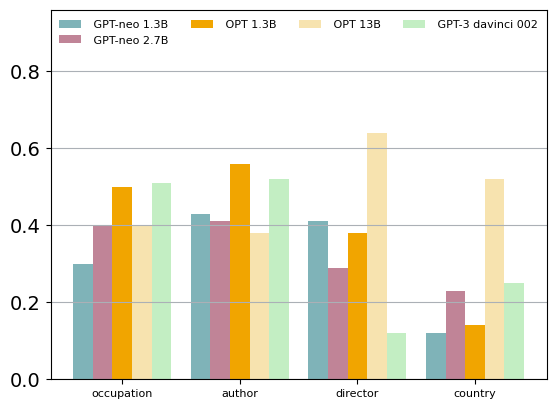 GPT-neo 1.3B OPT 1.3B OPT 13B GPT-3 davinci 002
GPT-neo 2.7B
0.8
0.6
0.4
0.2
0.0
occupation author director country